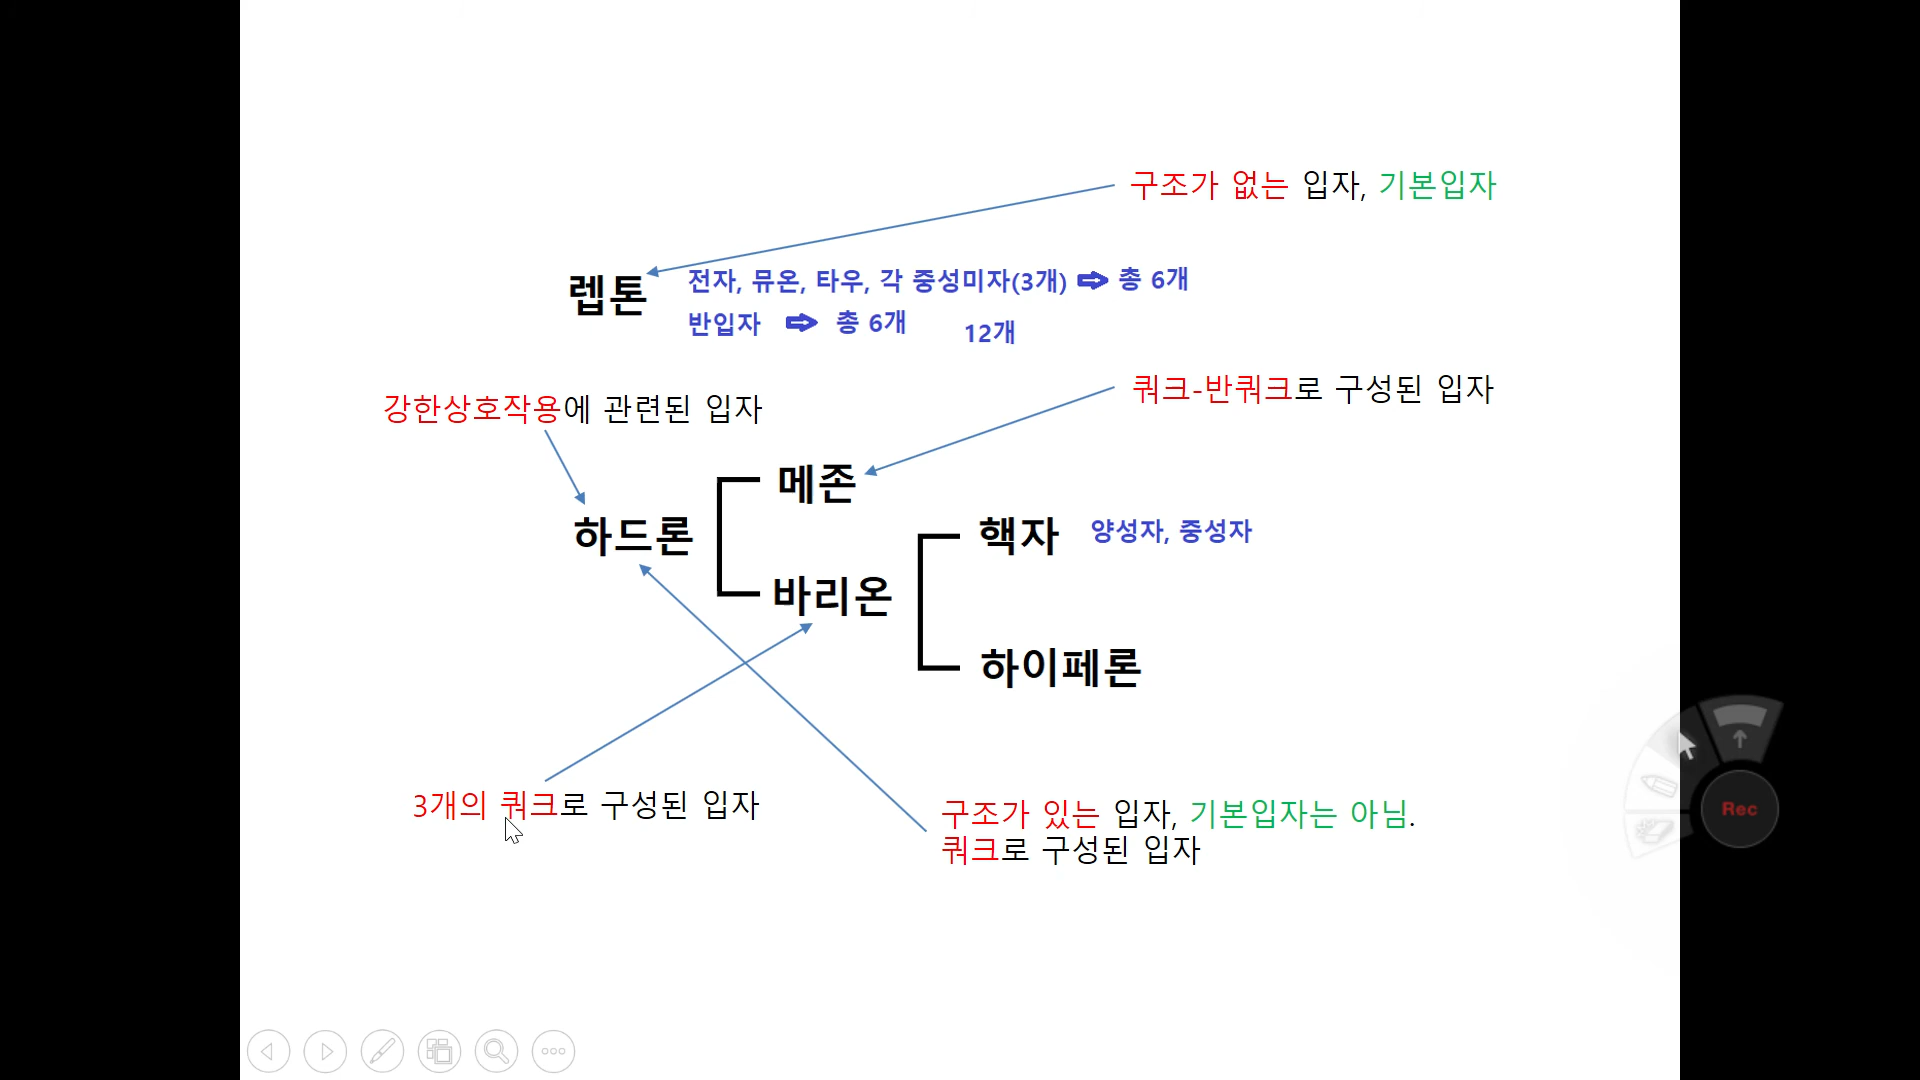 구조가 없는 입자, 기본입자
렙톤
전자, 뮤온, 타우, 각 중성미자(3개) ⇨ 총 6개
반입자 ⇨ 총 6개
12개
쿼크-반쿼크로 구성된 입자
강한상호작용에 관련된 입자
메존
하드론
핵자
양성자, 중성자
바리온
하이페론
3개의 쿼크로 구성된 입자
구조가 있는 입자, 기본입자는 아님.
쿼크로 구성된 입자
Rec